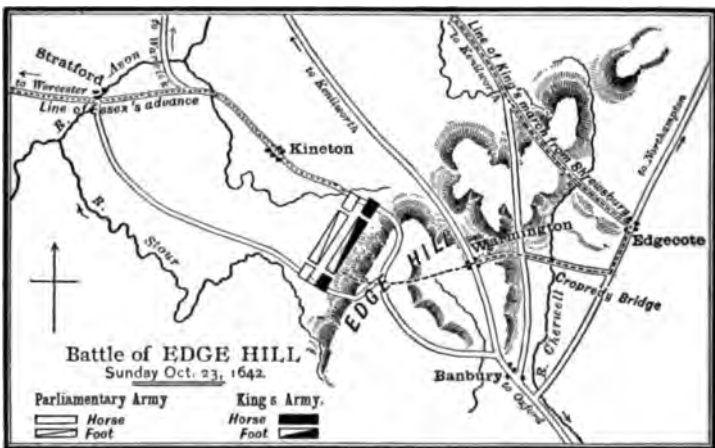 Stratford
Avon
to Warwick
to Worcester
Line of Essex's advance
R.
Kineton
R.
Stour
to Kenilworth
to Kenilworth
Line of King's march from Shrewsbury
to Northampton
Edgecote
Warmington
EDGE HILL
Cropredy Bridge
R. Cherwell
Banbury
to Oxford
Battle of EDGE HILL
Sunday Oct. 23, 1642.
Parliamentary Army King's Army.
Horse Horse
Foot Foot